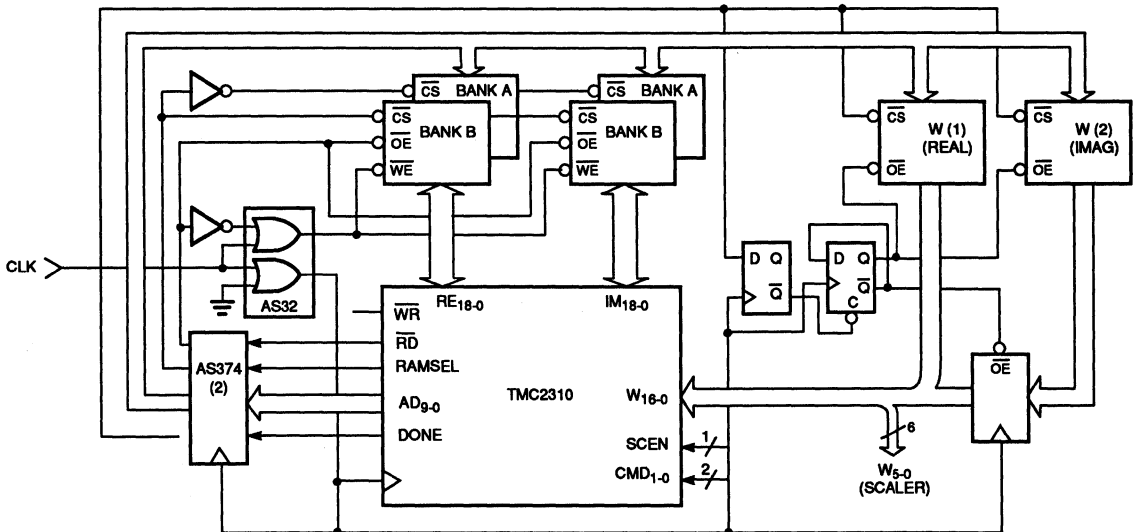 CS BANK A
CS BANK A
CS
BANK B
OE
WE
CS
BANK B
OE
WE
CS
W (1)
(REAL)
OE
CS
W (2)
(IMAG)
OE
CLK
AS32
D Q
Q
D Q
Q
C
RE18-0
IM18-0
WR
RD
RAMSEL
AD9-0
DONE
TMC2310
W16-0
SCEN
CMD1-0
1
2
AS374
(2)
OE
6
W5-0
(SCALER)